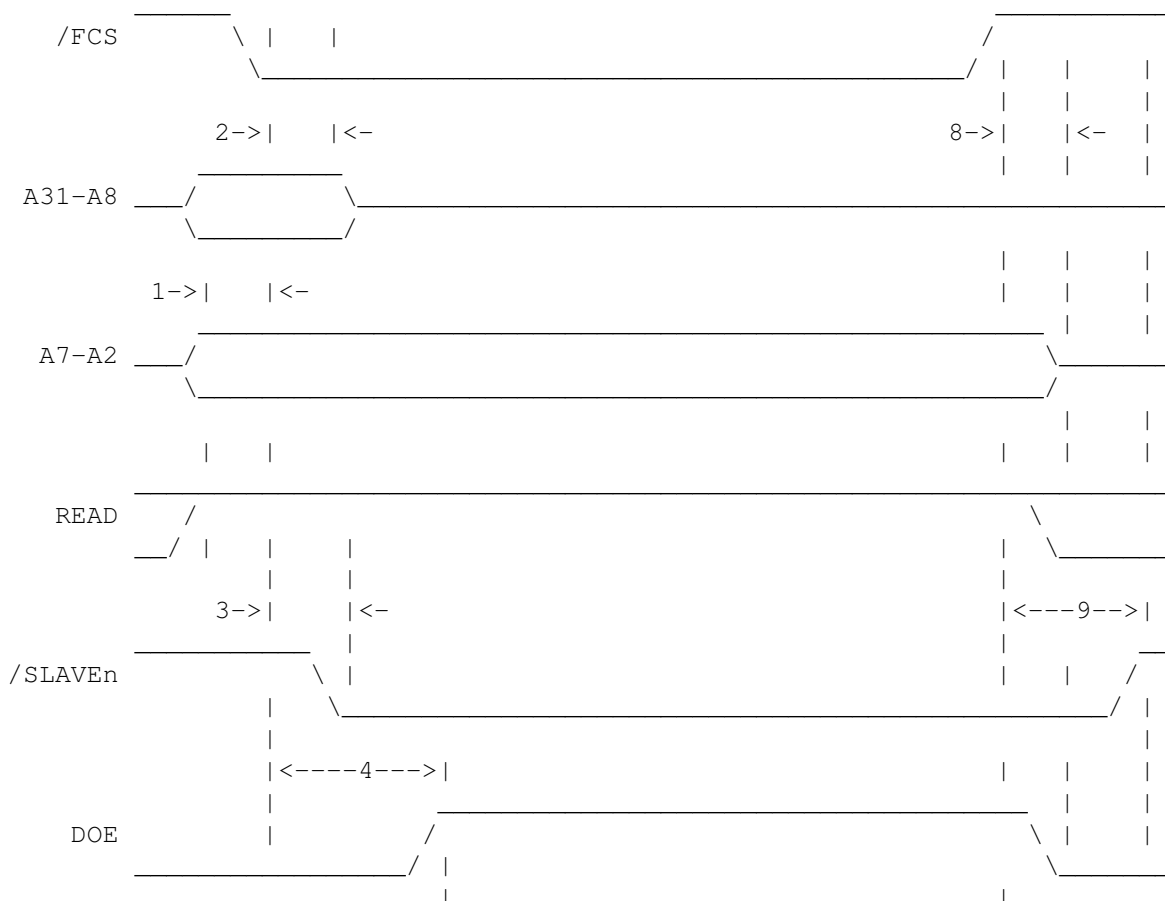 /FCS
2->| |<- 8->| |<-
A31-A8
1->| |<-
A7-A2
READ
3->| |<- |<---9-->|
/SLAVEn
|<----4--->|
DOE